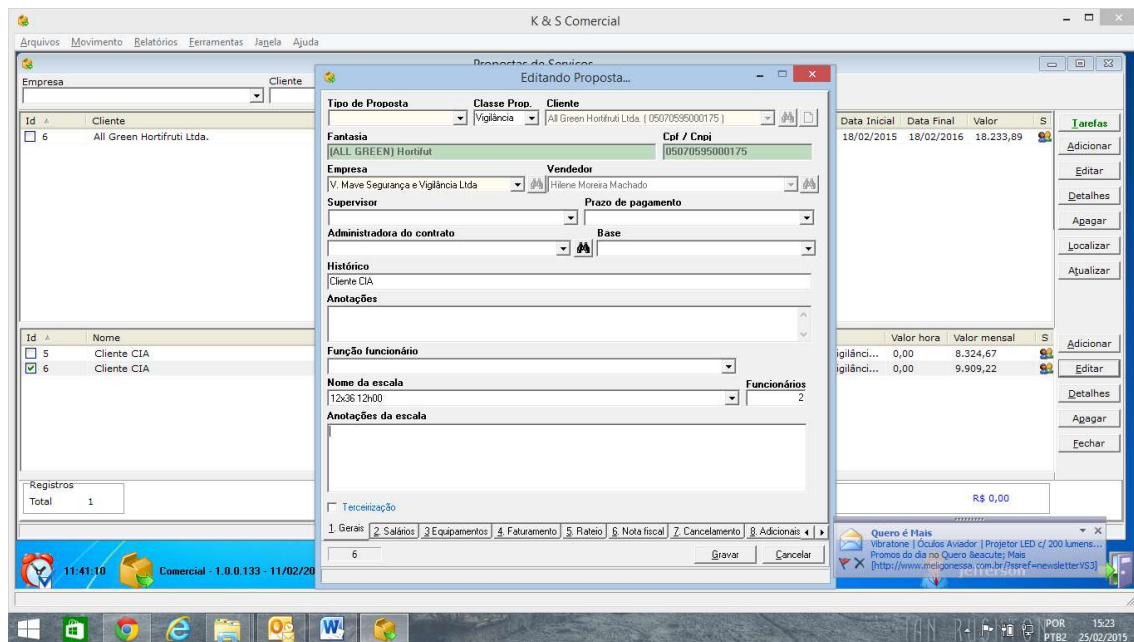 K & S Comercial
Arquivos Movimento Relatórios Ferramentas Janela Ajuda
Propostas de Serviços
Empresa Cliente
Id Cliente Data Inicial Data Final Valor S
6 All Green Hortifruti Ltda. 18/02/2015 18/02/2016 18.233,89
Tarefas
Adicionar
Editar
Detalhes
Apagar
Localizar
Atualizar
Editando Proposta...
Tipo de Proposta Classe Prop. Cliente
Vigilância All Green Hortifruti Ltda. ( 05070595000175 )
Fantasia Cpf / Cnpj
(ALL GREEN) Hortifut 05070595000175
Empresa Vendedor
V. Mave Segurança e Vigilância Ltda Hilene Moreira Machado
Supervisor Prazo de pagamento
Administradora do contrato Base
Histórico
Cliente CIA
Anotações
Função funcionário
Nome da escala Funcionários
12x36 12h00 2
Anotações da escala
Terceirização
1. Gerais 2. Salários 3 Equipamentos 4. Faturamento 5. Rateio 6. Nota fiscal 7. Cancelamento 8. Adicionais
6 Gravar Cancelar
Id Nome Valor hora Valor mensal S
5 Cliente CIA igilânci... 0,00 8.324,67
6 Cliente CIA igilânci... 0,00 9.909,22
Adicionar
Editar
Detalhes
Apagar
Fechar
Registros
Total 1 R$ 0,00
Quero é Mais
Vibratone | Óculos Aviador | Projetor LED c/ 200 lumens...
Promos do dia no Quero &eacute; Mais
[http://www.meligonessa.com.br/?ssref=newsletterVS3]
11:41:10 Comercial - 1.0.0.133 - 11/02/20
Jefferson
POR 15:23
PTB2 25/02/2015